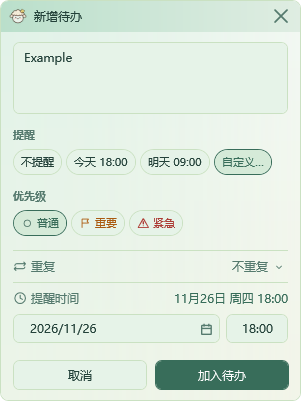 新增待办
Example
提醒
不提醒 今天 18:00 明天 09:00 自定义...
优先级
普通 重要 紧急
重复 不重复
提醒时间 11月26日 周四 18:00
2026/11/26 18:00
取消 加入待办